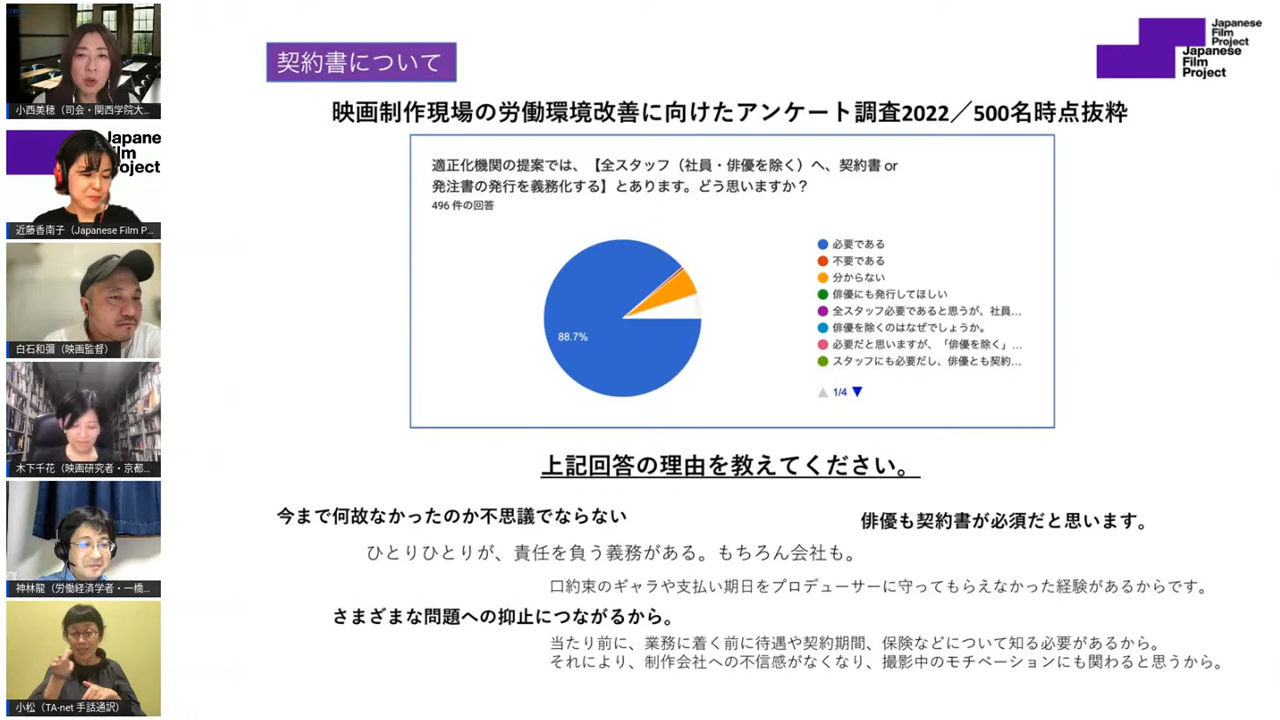 小西美穂（司会・関西学院大...
Japane
ilm
roject
近藤香南子（Japanese Film P...
白石和彌（映画監督）
木下千花（映画研究者・京都...
神林龍（労働経済学者・一橋...
小松（TA-net 手話通訳）
契約書について
Japanese
Film
Project
Japanese
Film
Project
映画制作現場の労働環境改善に向けたアンケート調査2022／500名時点抜粋
適正化機関の提案では、【全スタッフ（社員・俳優を除く）へ、契約書 or
発注書の発行を義務化する】とあります。どう思いますか？
496 件の回答
88.7%
必要である
不要である
分からない
俳優にも発行してほしい
全スタッフ必要であると思うが、社員...
俳優を除くのはなぜでしょうか。
必要だと思いますが、「俳優を除く」...
スタッフにも必要だし、俳優とも契約...
1/4
上記回答の理由を教えてください。
今まで何故なかったのか不思議でならない
俳優も契約書が必須だと思います。
ひとりひとりが、責任を負う義務がある。もちろん会社も。
口約束のギャラや支払い期日をプロデューサーに守ってもらえなかった経験があるからです。
さまざまな問題への抑止につながるから。
当たり前に、業務に着く前に待遇や契約期間、保険などについて知る必要があるから。
それにより、制作会社への不信感がなくなり、撮影中のモチベーションにも関わると思うから。